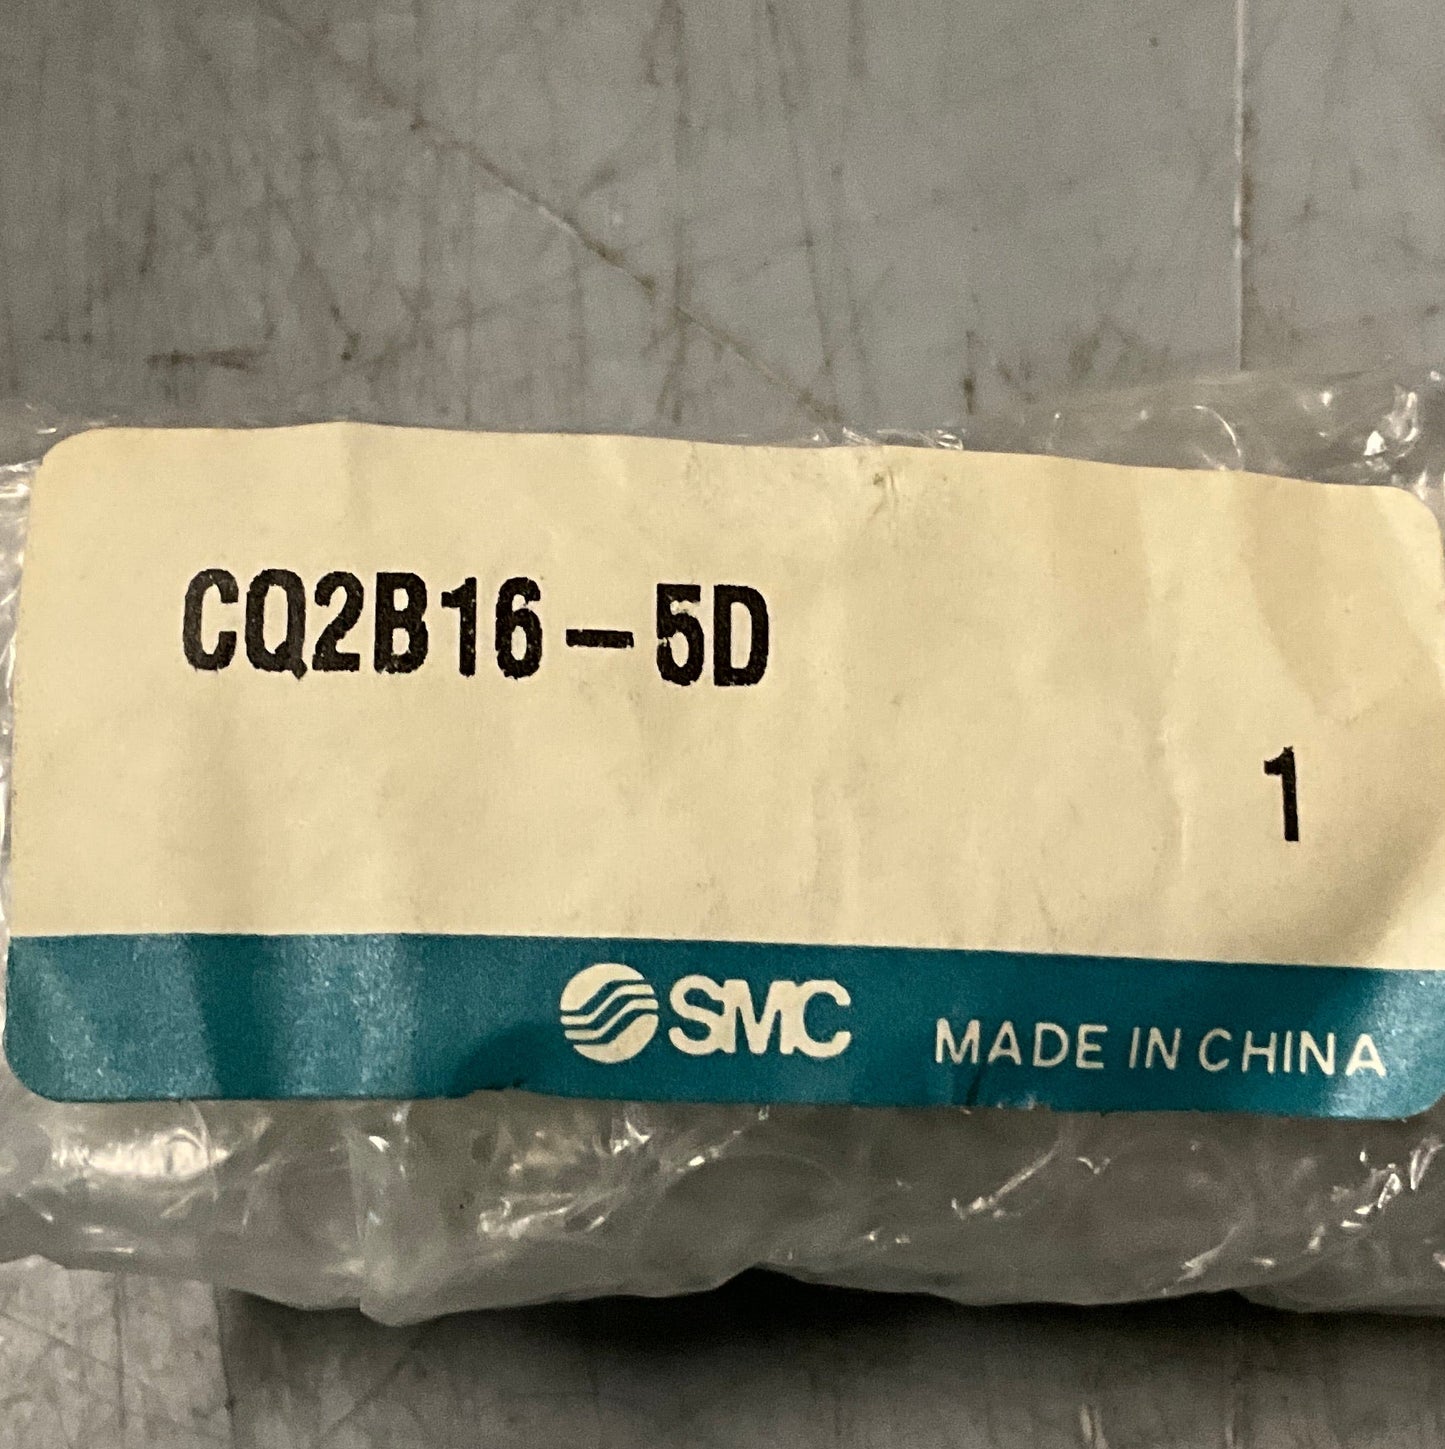 CQ2B16-5D
1
SMC MADE IN CHINA